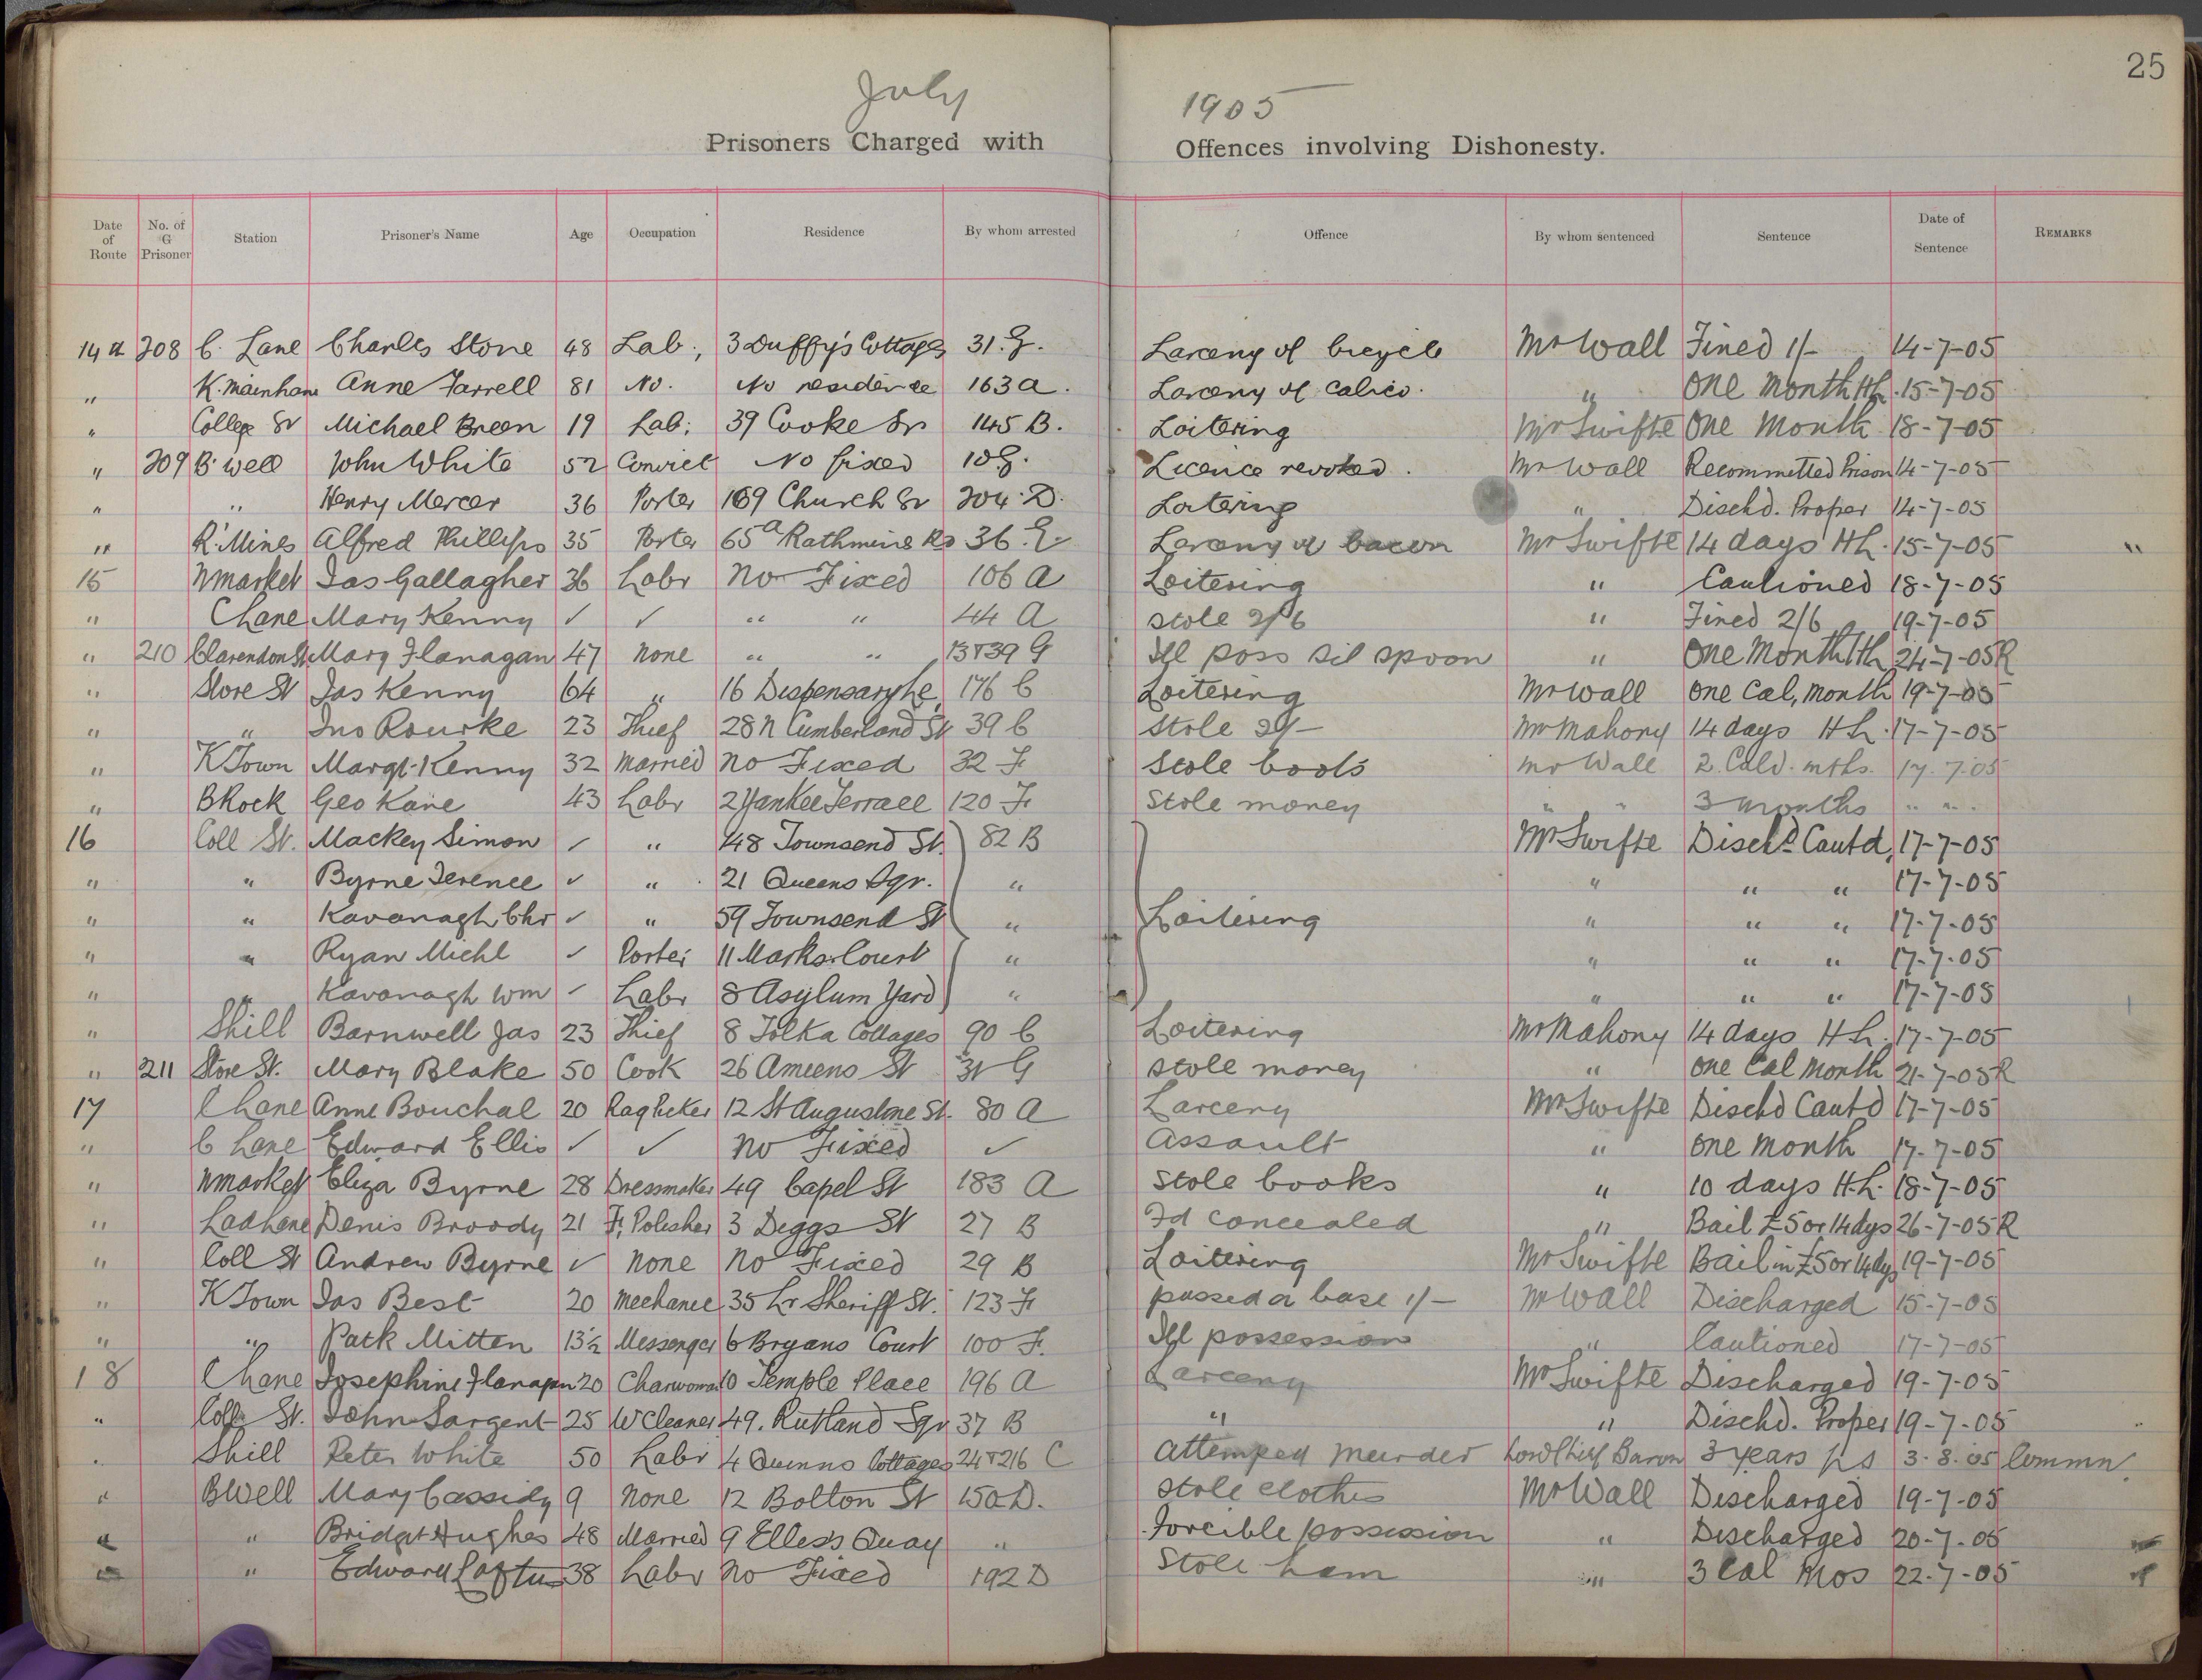 25
July 1905
Prisoners Charged with Offences involving Dishonesty.
Date of Route No. of G Prisoner Station Prisoner's Name Age Occupation Residence By whom arrested Offence By whom sentenced Sentence Date of Sentence REMARKS
14th 208 C. Lane Charles Stone 48 Lab., 3 Duffy's Cottages 31. G. Larceny of bicycle Mr Wall Fined 1/- 14-7-05
" K.mainham Anne Farrell 81 No. No residence 163 A. Larceny of calico. " One month HL. 15-7-05
" College St Michael Breen 19 Lab; 39 Cooke St 145 B. Loitering Mr Swifte One Month 18-7-05
" 209 B'well John White 52 Convict No fixed 10 G. Licence revoked. Mr Wall Recommetted Prison 14-7-05
" " Henry Mercer 36 Porter 169 Church St 204. D. Loitering " Dischd. Proper 14-7-05
" R'Mines Alfred Phillips 35 Porter 65a Rathmines Rd 36. E. Larceny of bacon Mr Swifte 14 days HL. 15-7-05 "
15 Nmarket Jas Gallagher 36 Labr No Fixed 106 A Loitering " Cautioned 18-7-05
" C Lane Mary Kenny ✓ ✓ " " 44 A Stole 2/6 " Fined 2/6 19-7-05
" 210 Clarendon St Mary Flanagan 47 None " " 13 & 39 G Ill poss sil spoon " One Month HL 24-7-05 R
" Store St Jas Kenny 64 " 16 Dispensary Le 176 C Loitering Mr Wall One Cal, month 19-7-05
" " Jno Rourke 23 Thief 28 N Cumberland St 39 C Stole 2/- Mr Mahony 14 days HL. 17-7-05
" K Town Margt. Kenny 32 Married No Fixed 32 F Stole boots Mr Wall 2. Cald. mths. 17.7.05
" B Rock Geo Kane 43 Labr 2 Yankee Terrace 120 F Stole money " " 3 months " " .
16 Coll St. Mackey Simon ✓ " 48 Townsend St. 82 B Mr Swifte Dischd Cautd, 17-7-05
" " Byrne Terence ✓ " 21 Queens Sqr. " " " " 17-7-05
" " Kavanagh Chr ✓ " 59 Townsend St " Loitering " " " 17-7-05
" " Ryan Michl ✓ Porter 11 Marks Court " " " " 17-7-05
" " Kavanagh Wm ✓ Labr 8 Asylum Yard " " " " 17-7-05
" Shill Barnwell Jas 23 Thief 8 Tolka Cottages 90 C Loitering Mr Mahony 14 days HL. 17-7-05
" 211 Store St. Mary Blake 50 Cook 26 Amiens St 31 G Stole money " One Cal Month 21-7-05 R
17 C Lane Anne Bouchal 20 Rag Picker 12 St Augustine St. 80 A Larceny Mr Swifte Dischd Cautd 17-7-05
" C Lane Edward Ellis ✓ ✓ No Fixed ✓ Assault " One month 17-7-05
" Nmarket Eliza Byrne 28 Dressmaker 49 Capel St 183 A Stole books " 10 days H.L. 18-7-05
" Lad Lane Denis Broody 21 F. Polisher 3 Diggs St 27 B Fd concealed " Bail £5 or 14 dys 26-7-05 R
" Coll St Andrew Byrne ✓ None No Fixed 29 B Loitering Mr Swifte Bail in £5 or 14 dys 19-7-05
" K Town Jas Best 20 Mechanic 35 Lr Sheriff St. 123 F passed a base 1/- Mr Wall Discharged 15-7-05
" " Patk Mitten 13½ Messenger 6 Bryans Court 100 F. Ill possession " Cautioned 17-7-05
18 C Lane Josephine Flanagan 20 Charwoman 10 Temple Place 196 A Larceny Mr Swifte Discharged 19-7-05
" Coll St. John Sargent 25 W Cleaner 49. Rutland Sqr 37 B " " Dischd. Proper 19-7-05
. Shill Peter White 50 Labr 4 Quinns Cottages 24 & 216 C Attemped Meurder Lord Chief Baron 3 years ps 3.8.05 Commn.
" BWell Mary Cassidy 9 None 12 Bolton St 150 D. Stole clothes Mr Wall Discharged 19-7-05
" " Bridget Hughes 48 Married 9 Elless Quay " Forcible possession " Discharged 20-7-05
" " Edward Loftus 38 Labr No Fixed 192 D Stole ham " 3 Cal Mos 22-7-05